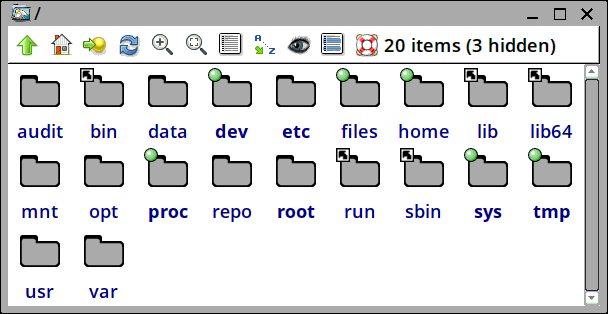 /
20 items (3 hidden)
audit bin data dev etc files home lib lib64
mnt opt proc repo root run sbin sys tmp
usr var